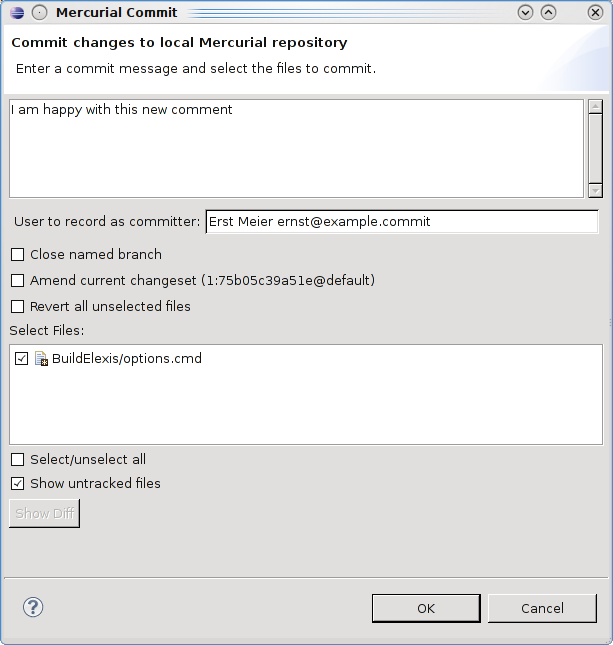 Mercurial Commit
Commit changes to local Mercurial repository
Enter a commit message and select the files to commit.
I am happy with this new comment
User to record as committer: Erst Meier ernst@example.commit
Close named branch
Amend current changeset (1:75b05c39a51e@default)
Revert all unselected files
Select Files:
BuildElexis/options.cmd
Select/unselect all
Show untracked files
Show Diff
? OK Cancel